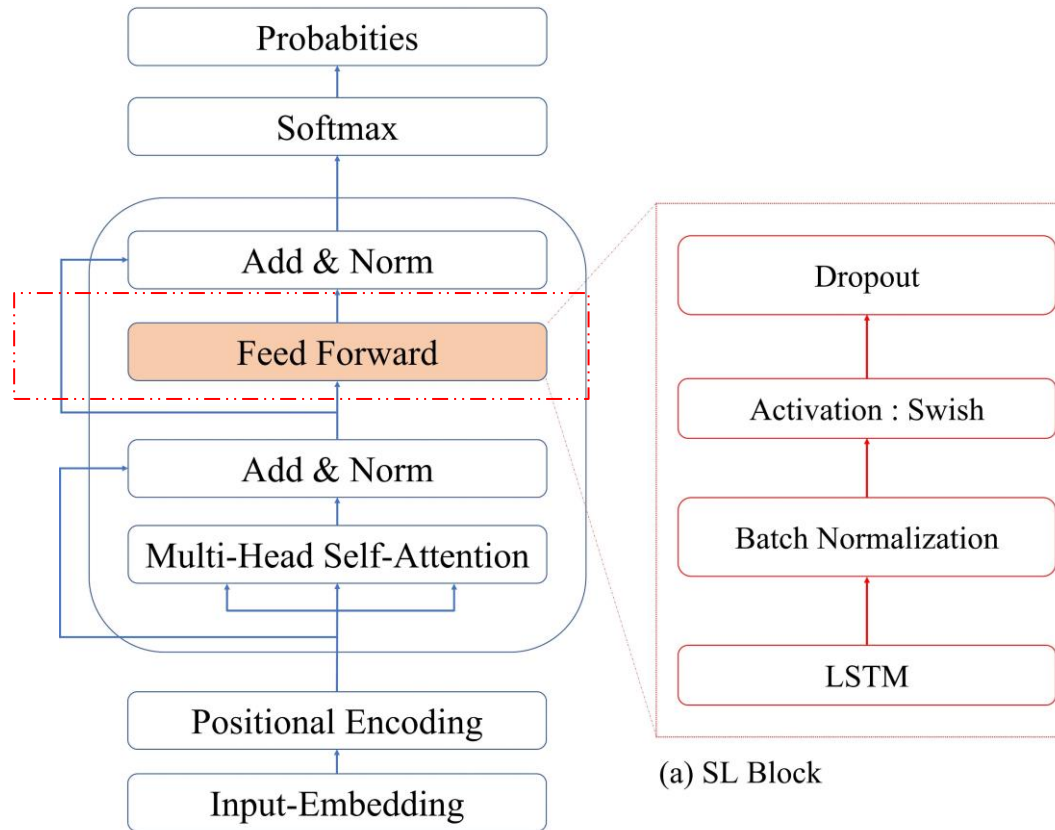 Probabities
Softmax
Add & Norm
Feed Forward
Add & Norm
Multi-Head Self-Attention
Positional Encoding
Input-Embedding
Dropout
Activation : Swish
Batch Normalization
LSTM
(a) SL Block